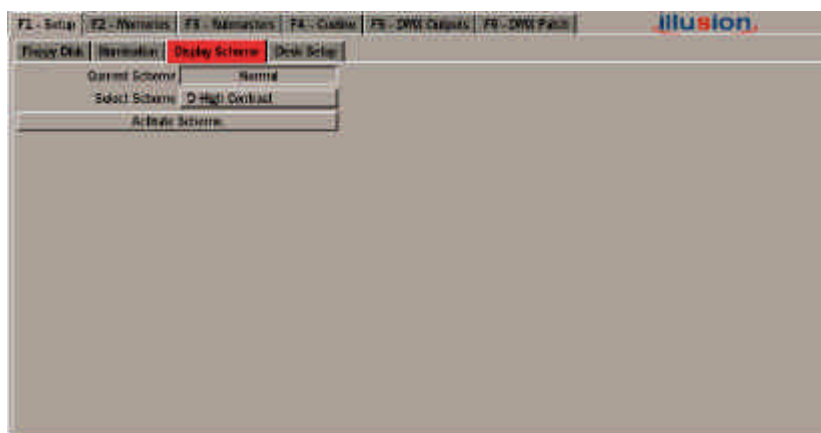 F1 - Setup F2 - Memories F3 - Submasters F4 - Cueline F5 - DMX Outputs F6 - DMX Patch illusion
Floppy Disk Illumination Display Scheme Desk Setup
Current Scheme Normal
Select Scheme High Contrast
Activate Scheme